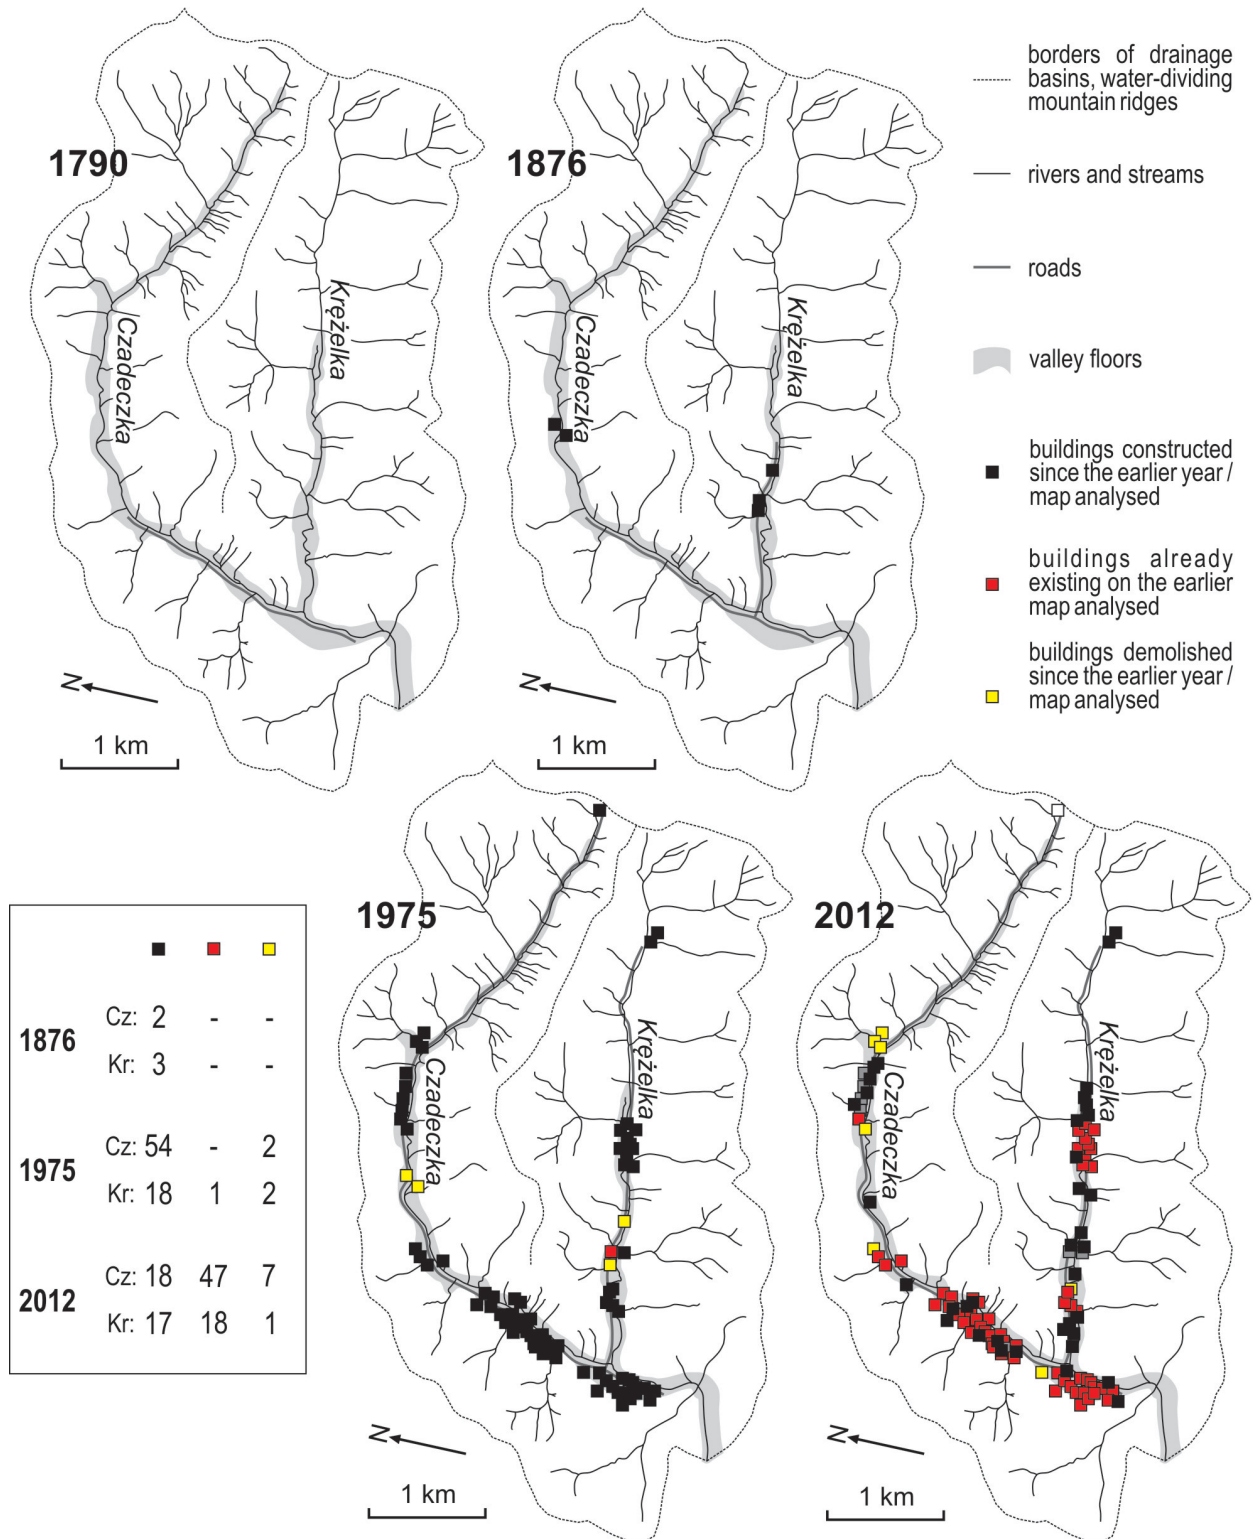 1790
Czadeczka
Krężelka
N
1 km
1876
Czadeczka
Krężelka
N
1 km
borders of drainage
basins, water-dividing
mountain ridges
rivers and streams
roads
valley floors
buildings constructed
since the earlier year /
map analysed
buildings already
existing on the earlier
map analysed
buildings demolished
since the earlier year /
map analysed
1876
Cz: 2 - -
Kr: 3 - -
1975
Cz: 54 - 2
Kr: 18 1 2
2012
Cz: 18 47 7
Kr: 17 18 1
1975
Czadeczka
Krężelka
N
1 km
2012
Czadeczka
Krężelka
N
1 km